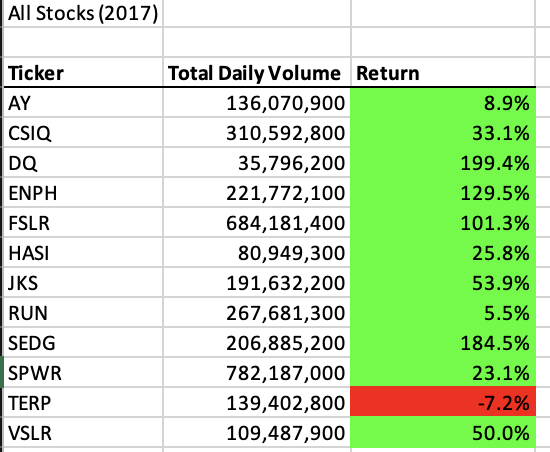 All Stocks (2017)
Ticker Total Daily Volume Return
AY 136,070,900 8.9%
CSIQ 310,592,800 33.1%
DQ 35,796,200 199.4%
ENPH 221,772,100 129.5%
FSLR 684,181,400 101.3%
HASI 80,949,300 25.8%
JKS 191,632,200 53.9%
RUN 267,681,300 5.5%
SEDG 206,885,200 184.5%
SPWR 782,187,000 23.1%
TERP 139,402,800 -7.2%
VSLR 109,487,900 50.0%